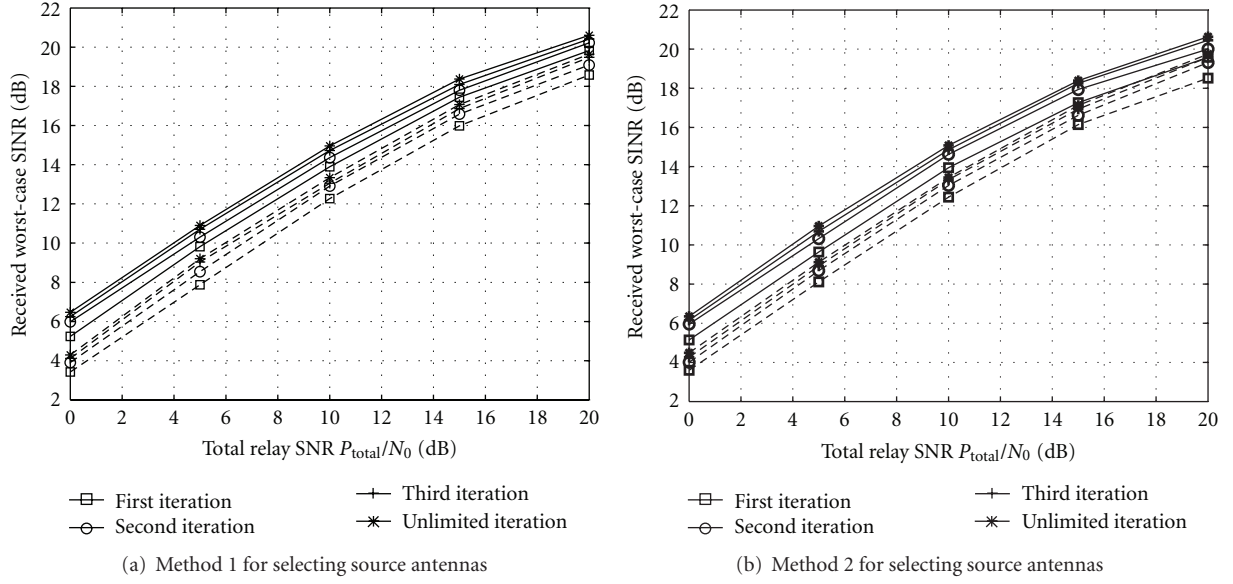 22
20
18
16
14
12
10
8
6
4
2
Received worst-case SINR (dB)
0 2 4 6 8 10 12 14 16 18 20
Total relay SNR P_total/N_0 (dB)
First iteration
Second iteration
Third iteration
Unlimited iteration
(a) Method 1 for selecting source antennas
22
20
18
16
14
12
10
8
6
4
2
Received worst-case SINR (dB)
0 2 4 6 8 10 12 14 16 18 20
Total relay SNR P_total/N_0 (dB)
First iteration
Second iteration
Third iteration
Unlimited iteration
(b) Method 2 for selecting source antennas